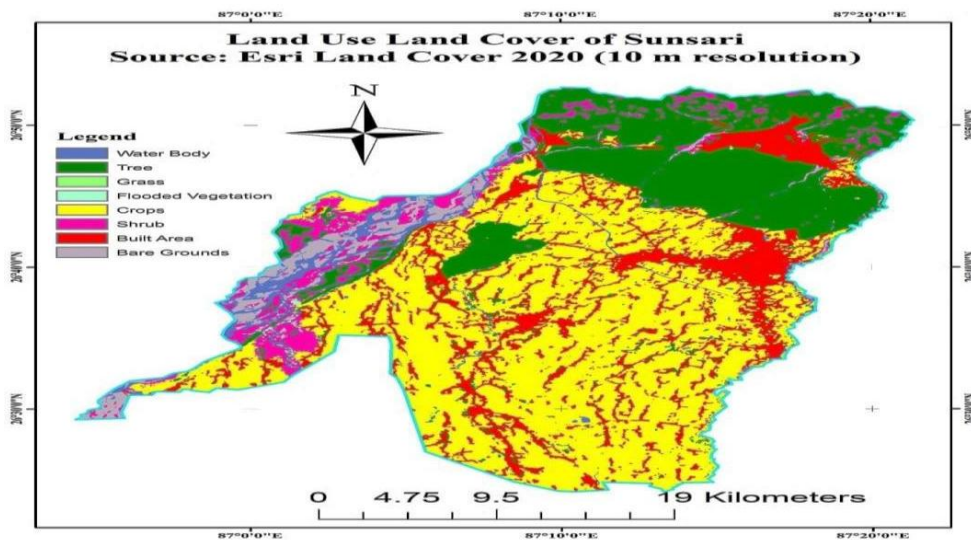 87°0'0"E 87°10'0"E 87°20'0"E
Land Use Land Cover of Sunsari
Source: Esri Land Cover 2020 (10 m resolution)
N
Legend
Water Body
Tree
Grass
Flooded Vegetation
Crops
Shrub
Built Area
Bare Grounds
0 4.75 9.5 19 Kilometers
87°0'0"E 87°10'0"E 87°20'0"E